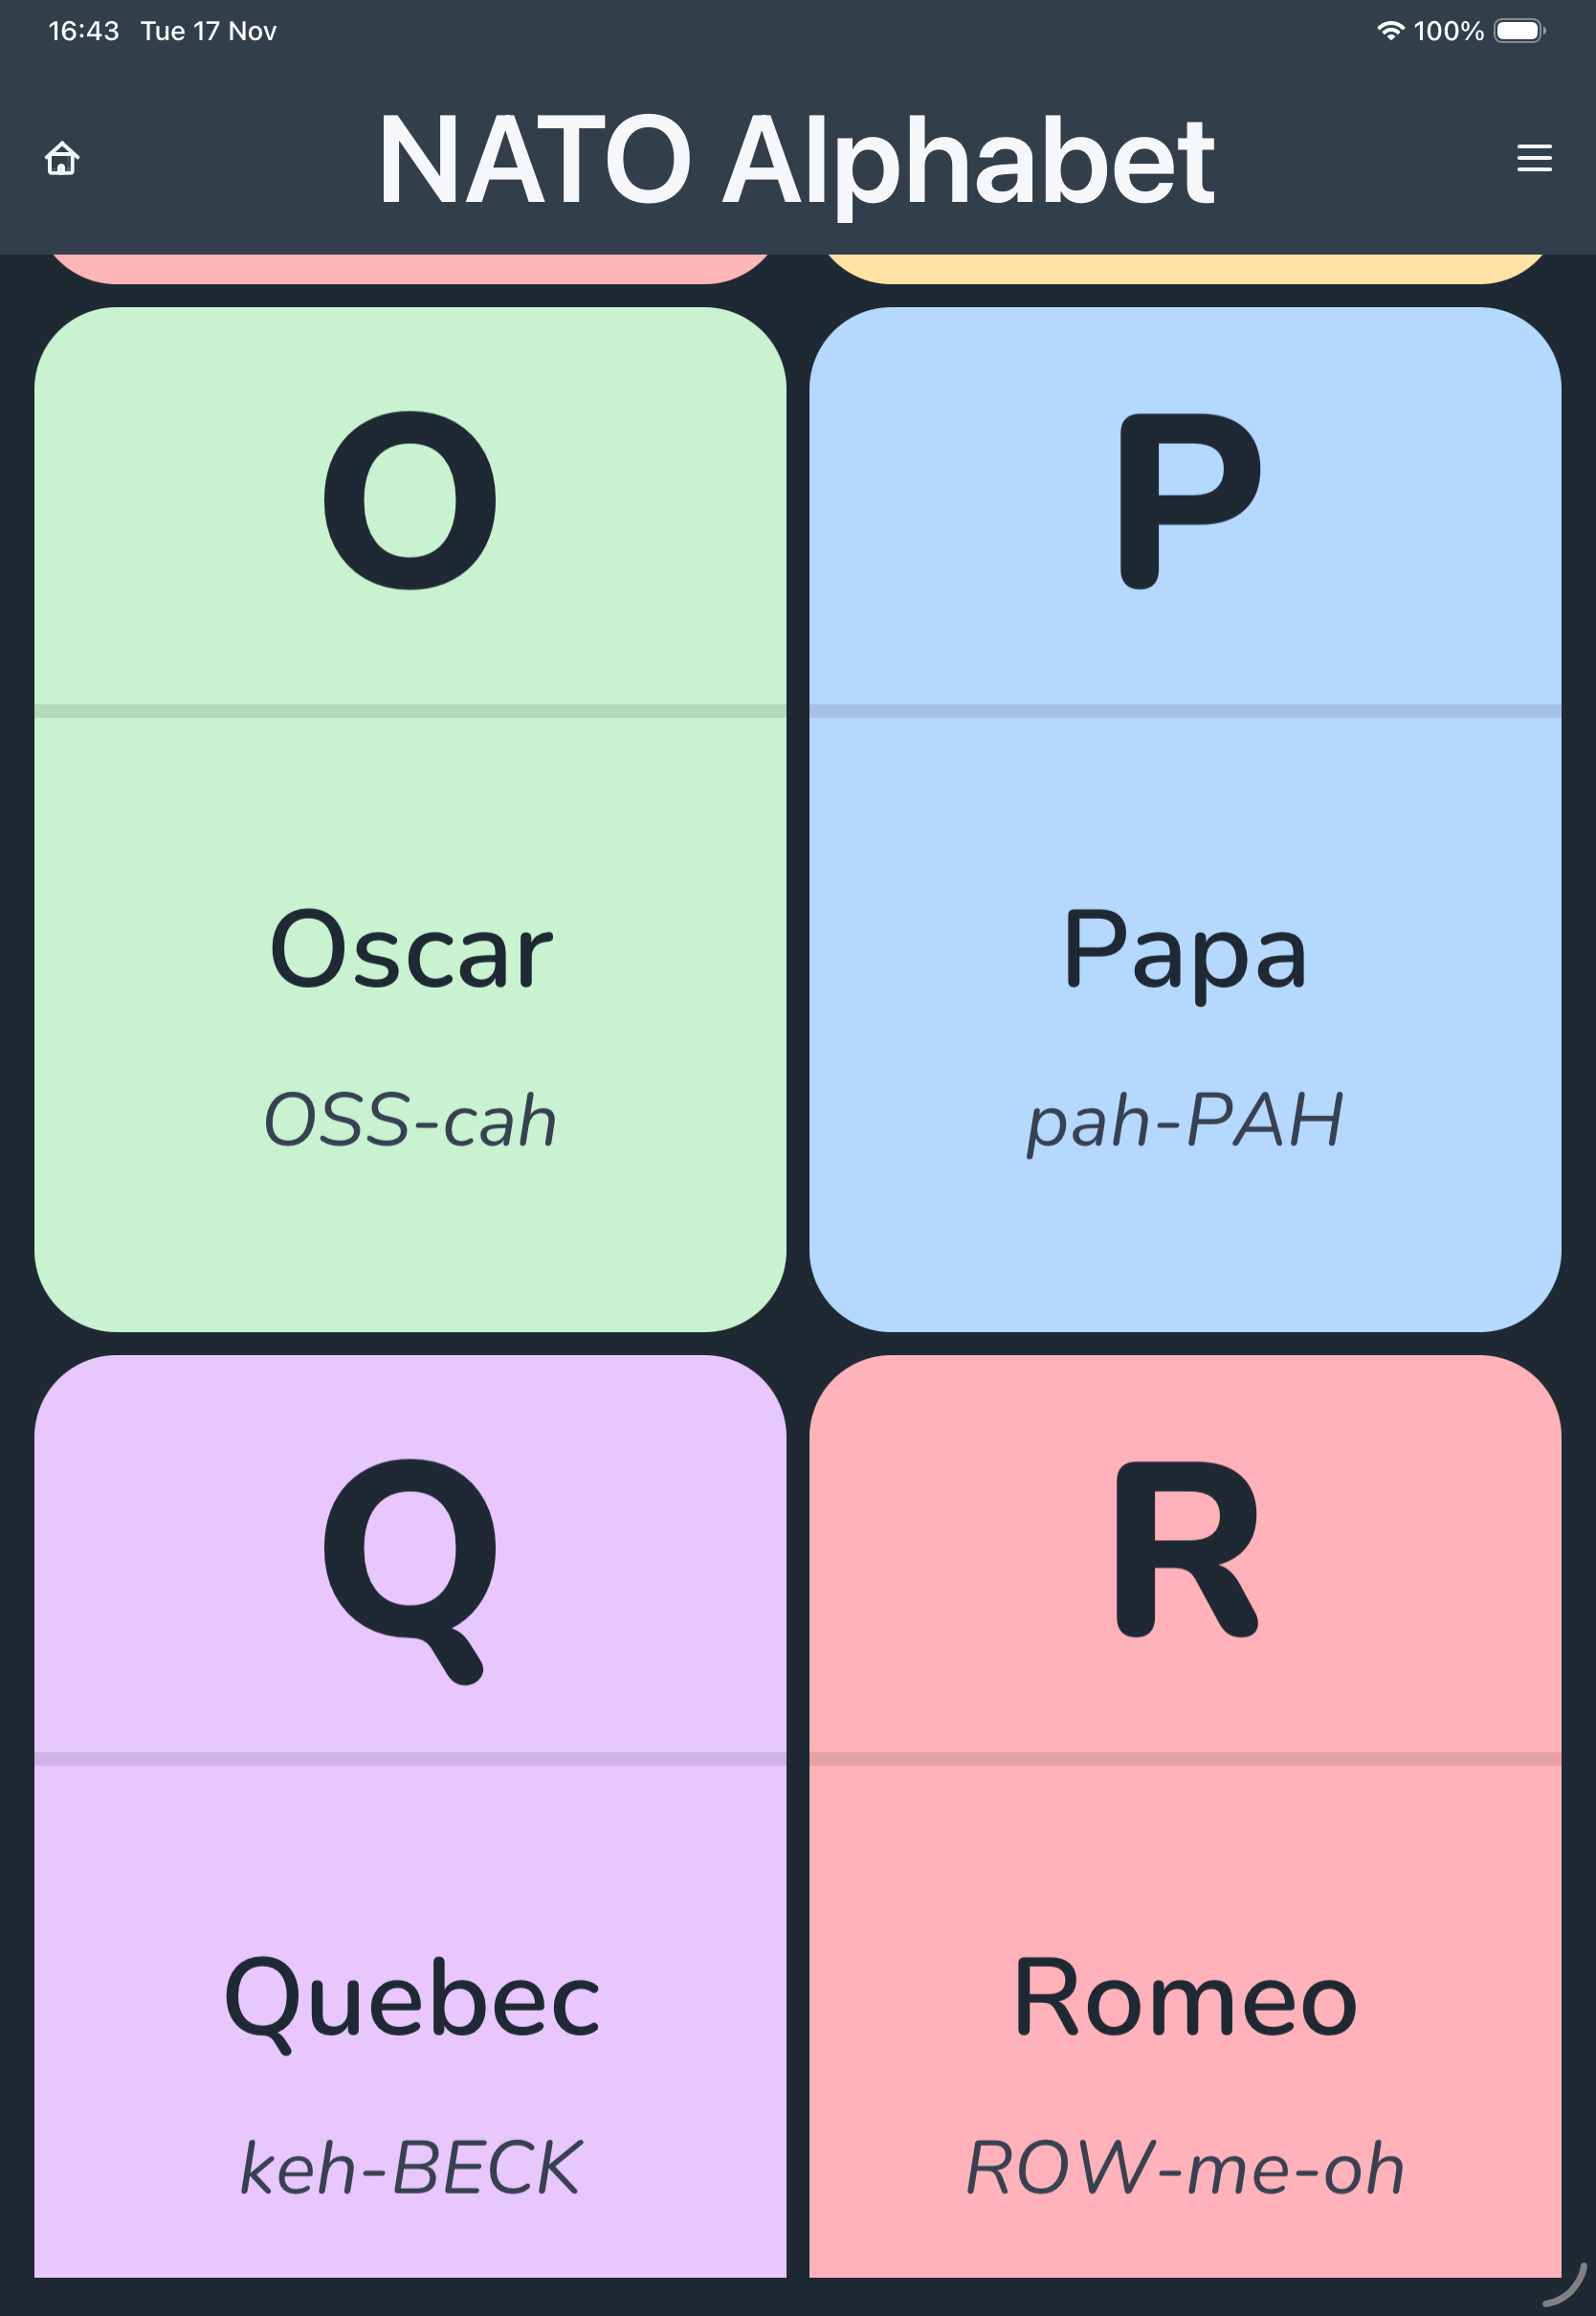 16:43 Tue 17 Nov 100%
NATO Alphabet
O
Oscar
OSS-cah
P
Papa
pah-PAH
Q
Quebec
keh-BECK
R
Romeo
ROW-me-oh